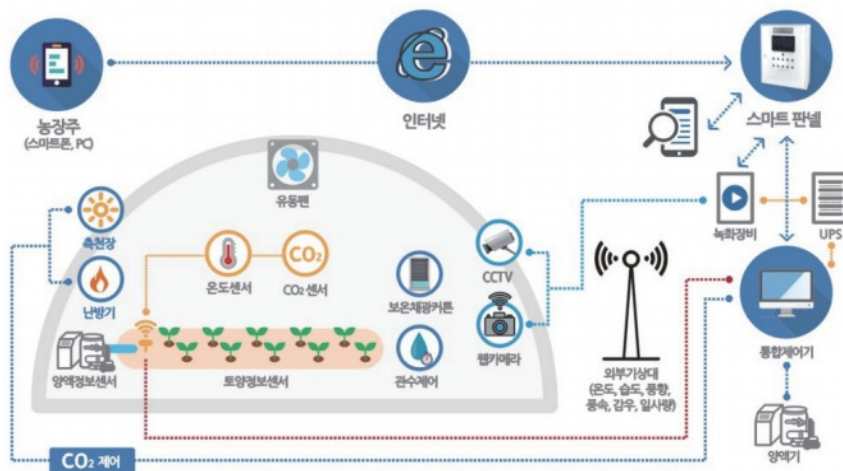 농장주
(스마트폰, PC)
인터넷
스마트 판넬
유동팬
측천장
난방기
온도센서
CO₂
CO₂ 센서
보온채광커튼
CCTV
웹카메라
양액정보센서
토양정보센서
관수제어
외부기상대
(온도, 습도, 풍향,
풍속, 감우, 일사량)
녹화장비
UPS
통합제어기
양액기
CO₂ 제어